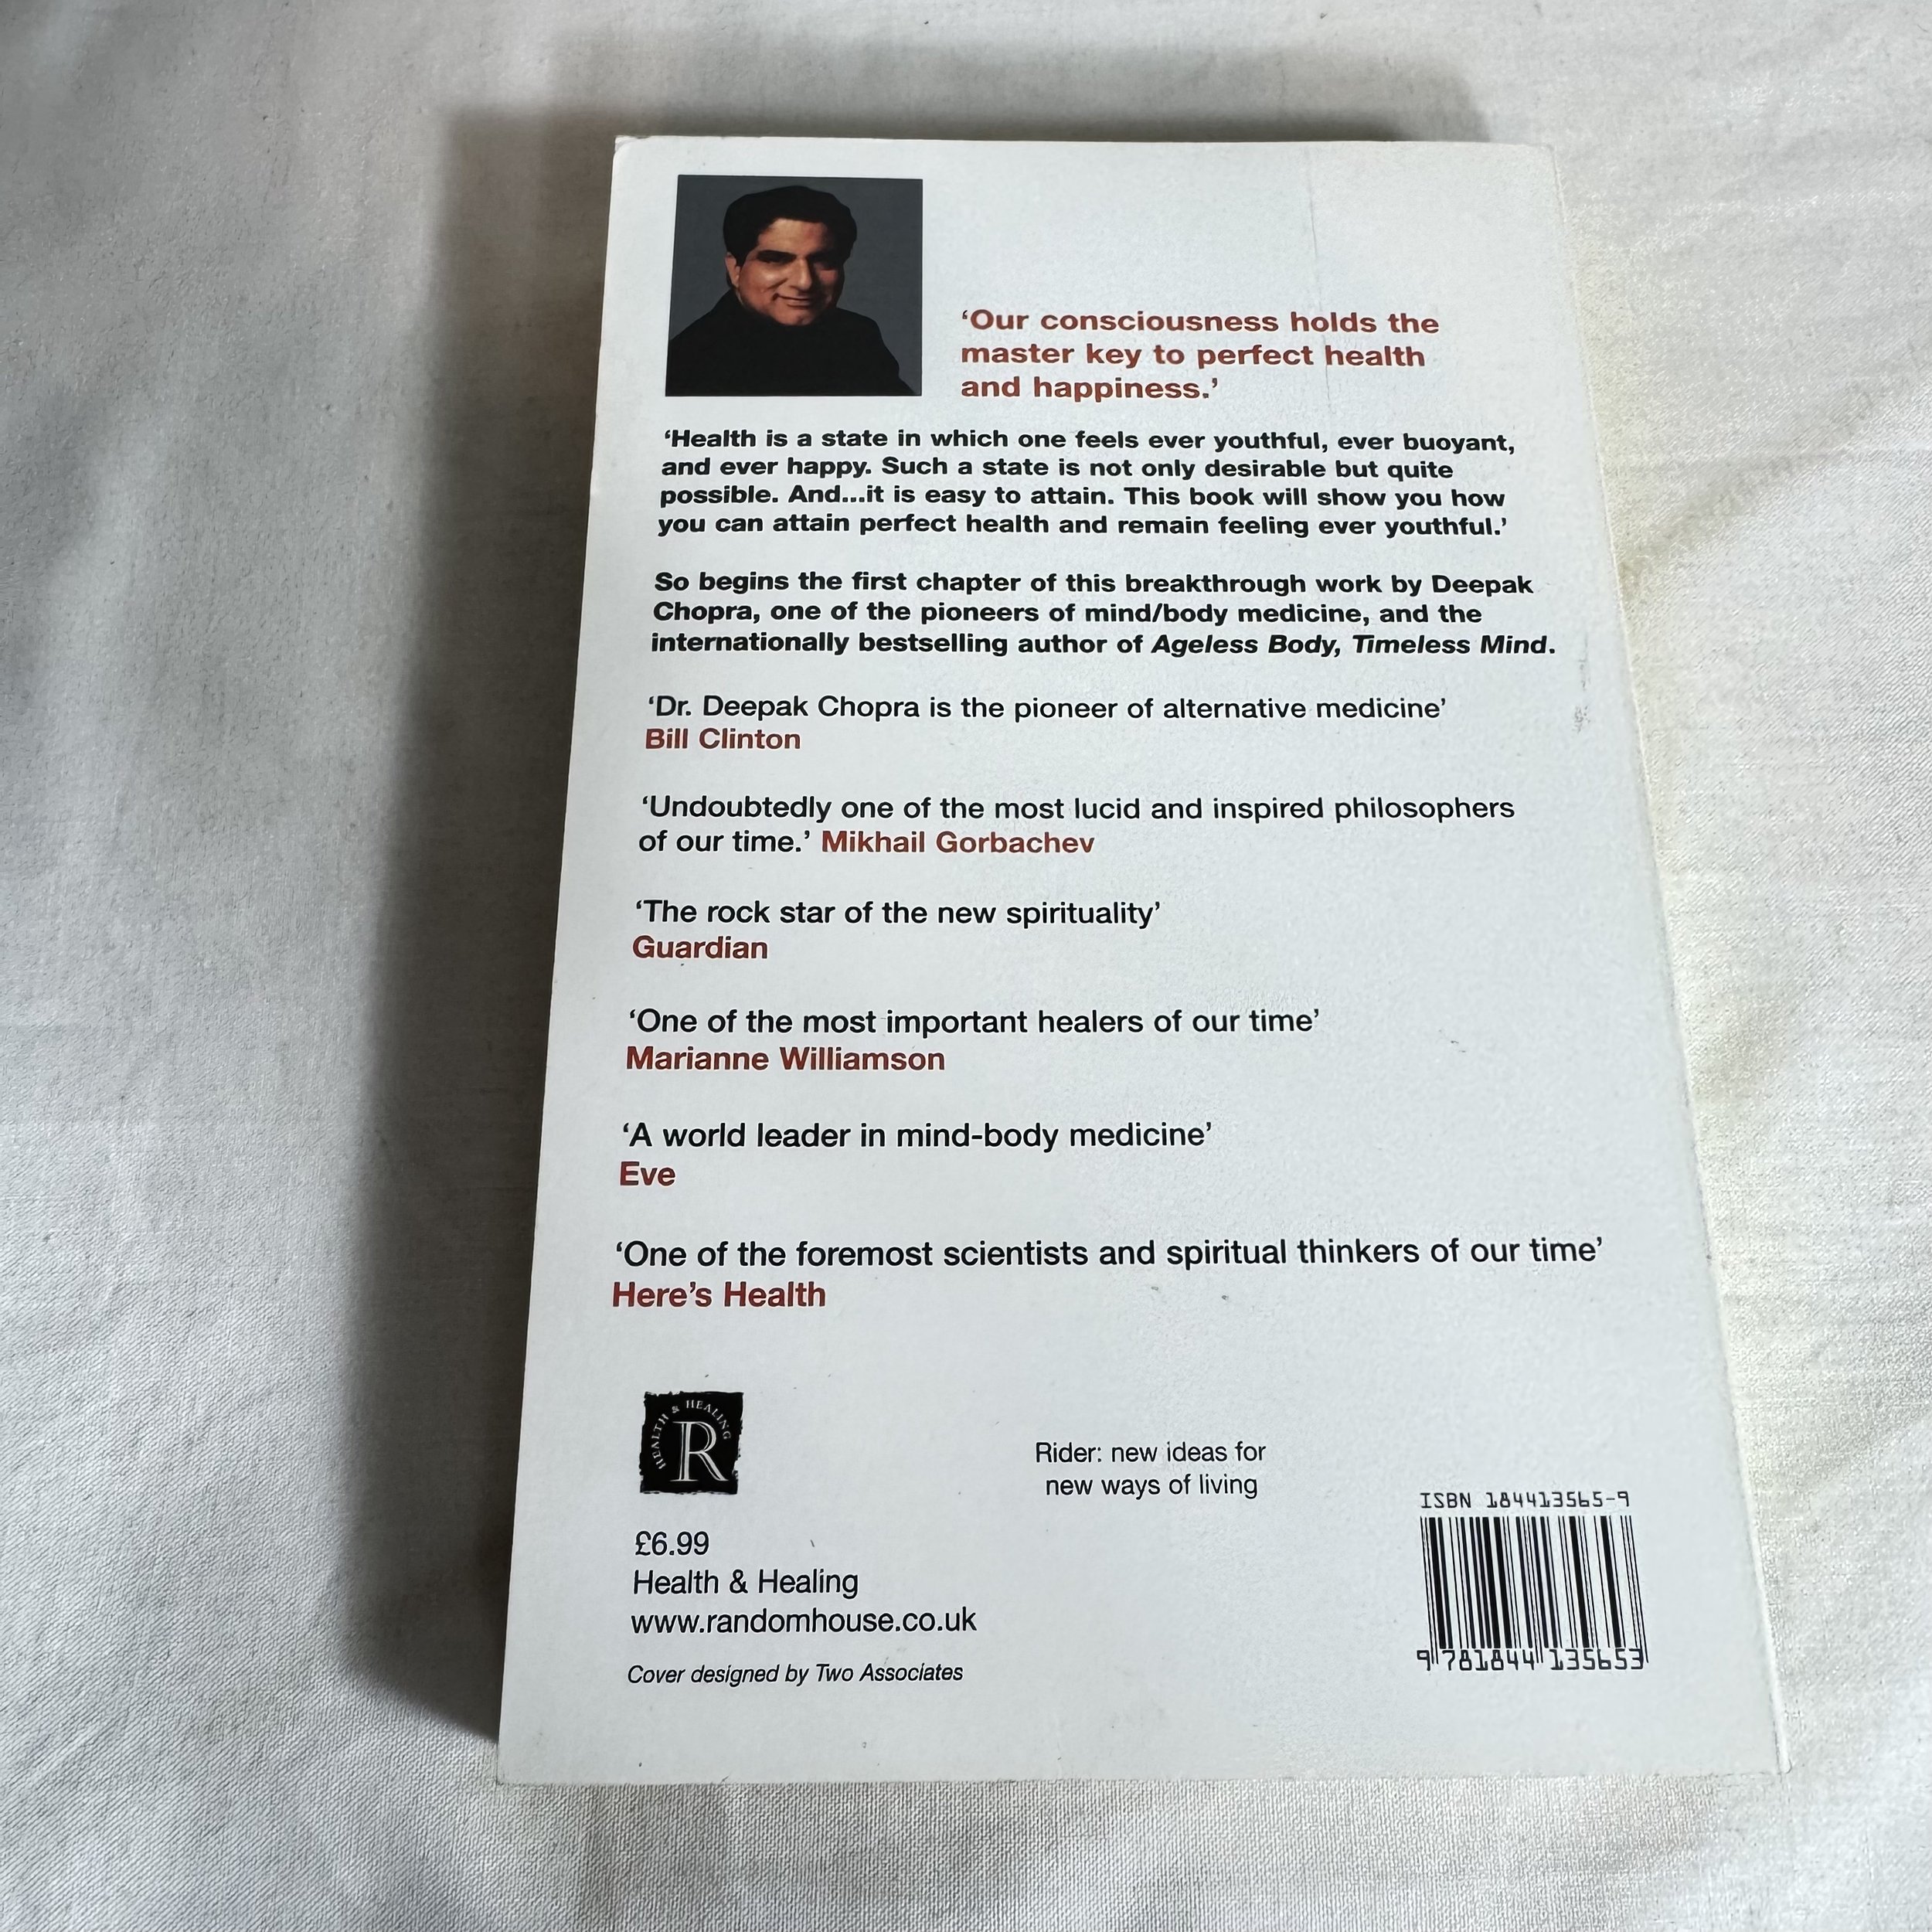 ‘Our consciousness holds the
master key to perfect health
and happiness.’
‘Health is a state in which one feels ever youthful, ever buoyant,
and ever happy. Such a state is not only desirable but quite
possible. And...it is easy to attain. This book will show you how
you can attain perfect health and remain feeling ever youthful.’
So begins the first chapter of this breakthrough work by Deepak
Chopra, one of the pioneers of mind/body medicine, and the
internationally bestselling author of Ageless Body, Timeless Mind.
‘Dr. Deepak Chopra is the pioneer of alternative medicine’
Bill Clinton
‘Undoubtedly one of the most lucid and inspired philosophers
of our time.’ Mikhail Gorbachev
‘The rock star of the new spirituality’
Guardian
‘One of the most important healers of our time’
Marianne Williamson
‘A world leader in mind-body medicine’
Eve
‘One of the foremost scientists and spiritual thinkers of our time’
Here’s Health
HEALTH & HEALING
R
Rider: new ideas for
new ways of living
£6.99
Health & Healing
www.randomhouse.co.uk
Cover designed by Two Associates
ISBN 184413565-9
9 781844 135653